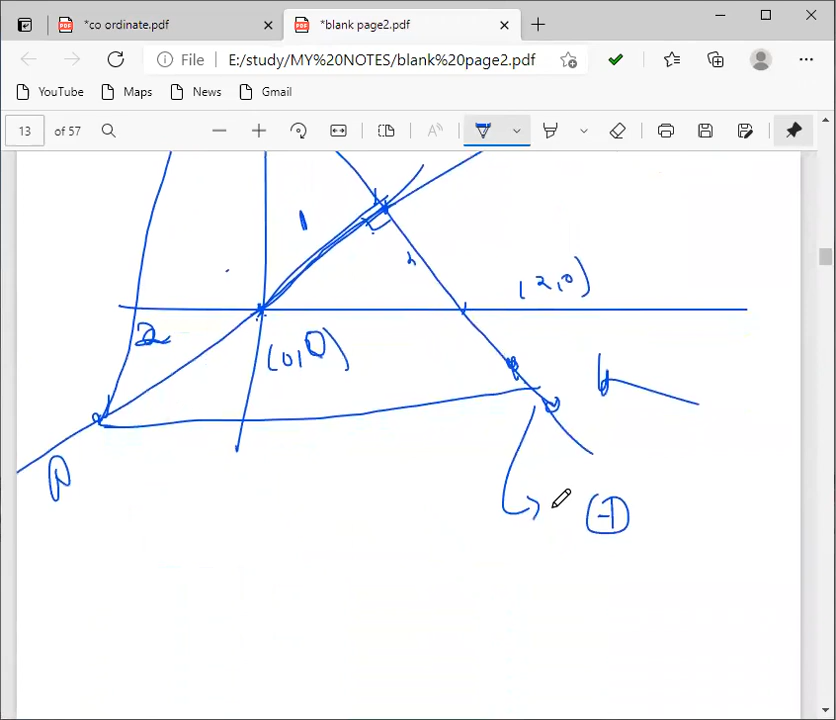 *co ordinate.pdf
*blank page2.pdf
File E:/study/MY%20NOTES/blank%20page2.pdf
YouTube Maps News Gmail
13 of 57
1
2
(2,0)
(0,0)
A
(-1)